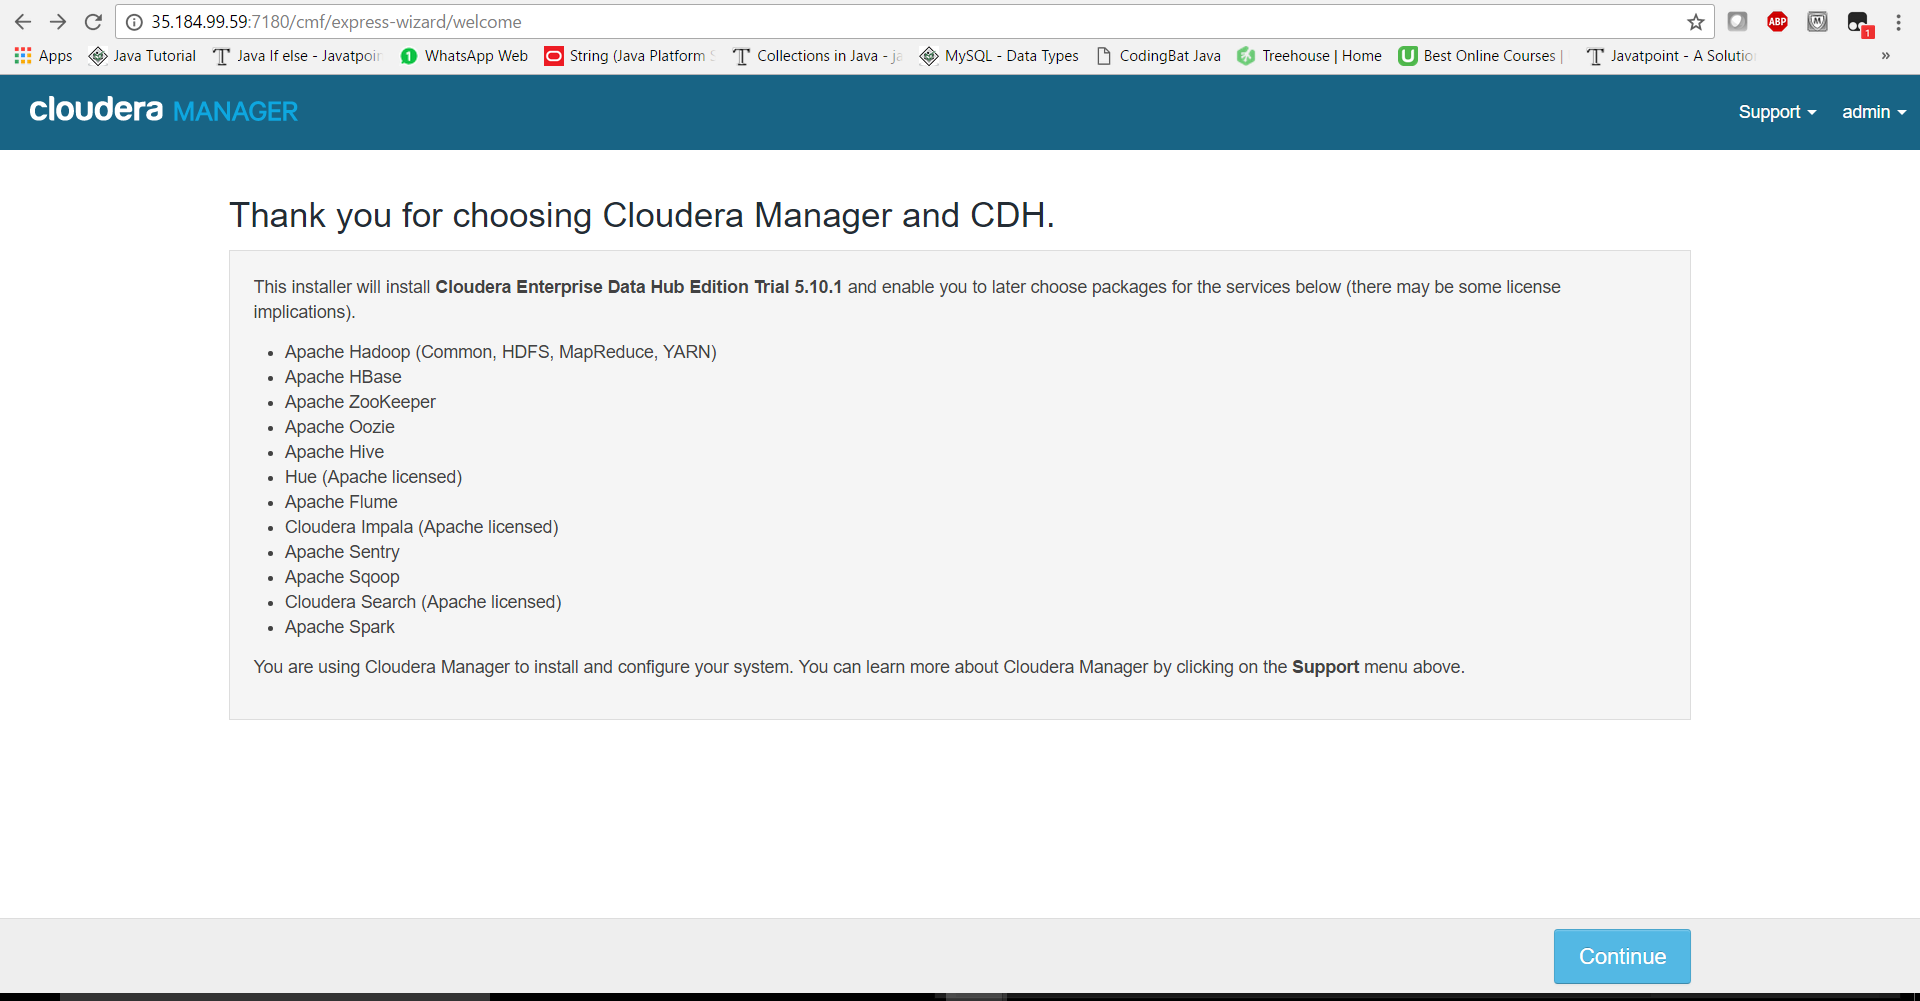 35.184.99.59:7180/cmf/express-wizard/welcome
ABP
1
Apps
Java Tutorial
Java If else - Javatpoin
1
WhatsApp Web
String (Java Platform S
Collections in Java - ja
MySQL - Data Types
CodingBat Java
Treehouse | Home
Best Online Courses |
Javatpoint - A Solutio
»
cloudera MANAGER
Support
admin
Thank you for choosing Cloudera Manager and CDH.
This installer will install Cloudera Enterprise Data Hub Edition Trial 5.10.1 and enable you to later choose packages for the services below (there may be some license
implications).
• Apache Hadoop (Common, HDFS, MapReduce, YARN)
• Apache HBase
• Apache ZooKeeper
• Apache Oozie
• Apache Hive
• Hue (Apache licensed)
• Apache Flume
• Cloudera Impala (Apache licensed)
• Apache Sentry
• Apache Sqoop
• Cloudera Search (Apache licensed)
• Apache Spark
You are using Cloudera Manager to install and configure your system. You can learn more about Cloudera Manager by clicking on the Support menu above.
Continue